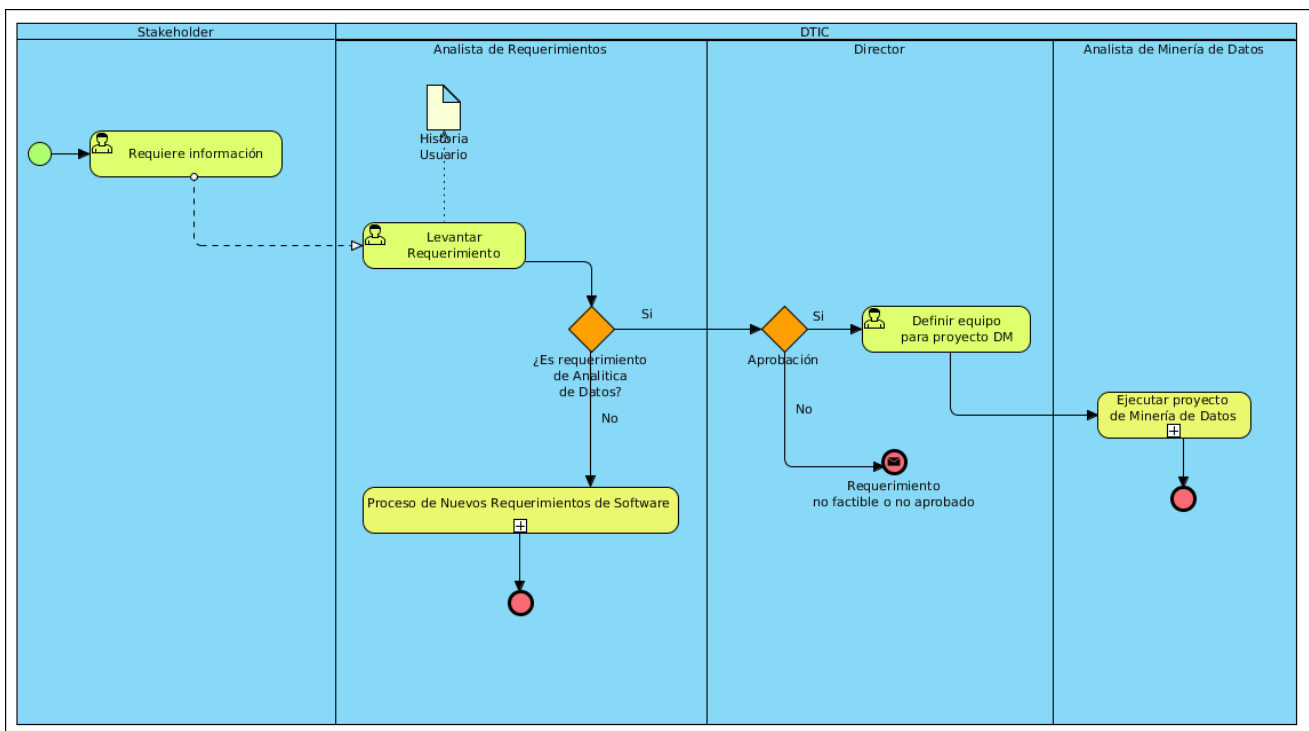 Stakeholder
DTIC
Analista de Requerimientos
Director
Analista de Minería de Datos
Historia
Usuario
Requiere información
Levantar
Requerimiento
Si
¿Es requerimiento
de Analitica
de Datos?
No
Aprobación
Si
Definir equipo
para proyecto DM
No
Requerimiento
no factible o no aprobado
Ejecutar proyecto
de Minería de Datos
Proceso de Nuevos Requerimientos de Software